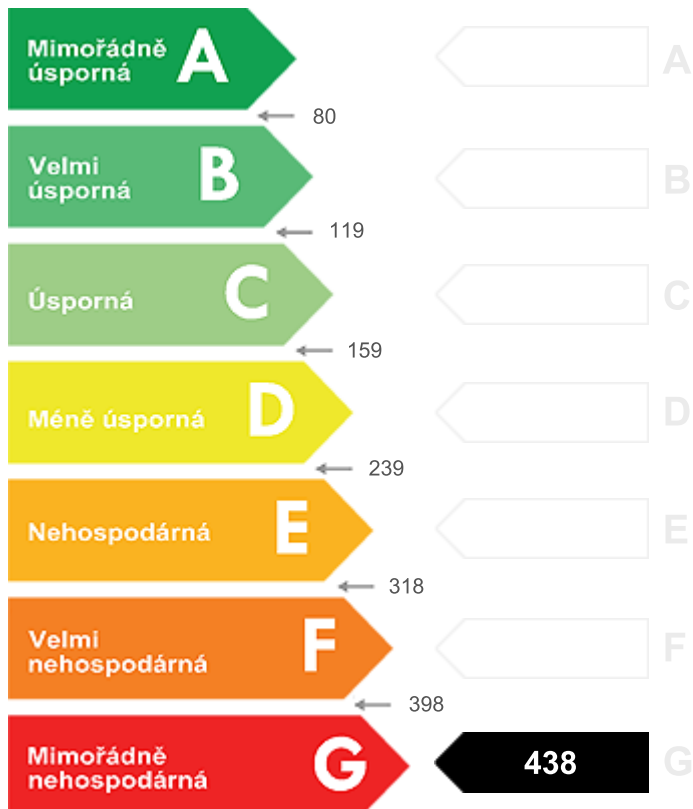 Mimořádně
úsporná
A
A
80
Velmi
úsporná
B
B
119
Úsporná
C
C
159
Méně úsporná
D
D
239
Nehospodárná
E
E
318
Velmi
nehospodárná
F
F
398
Mimořádně
nehospodárná
G
438
G